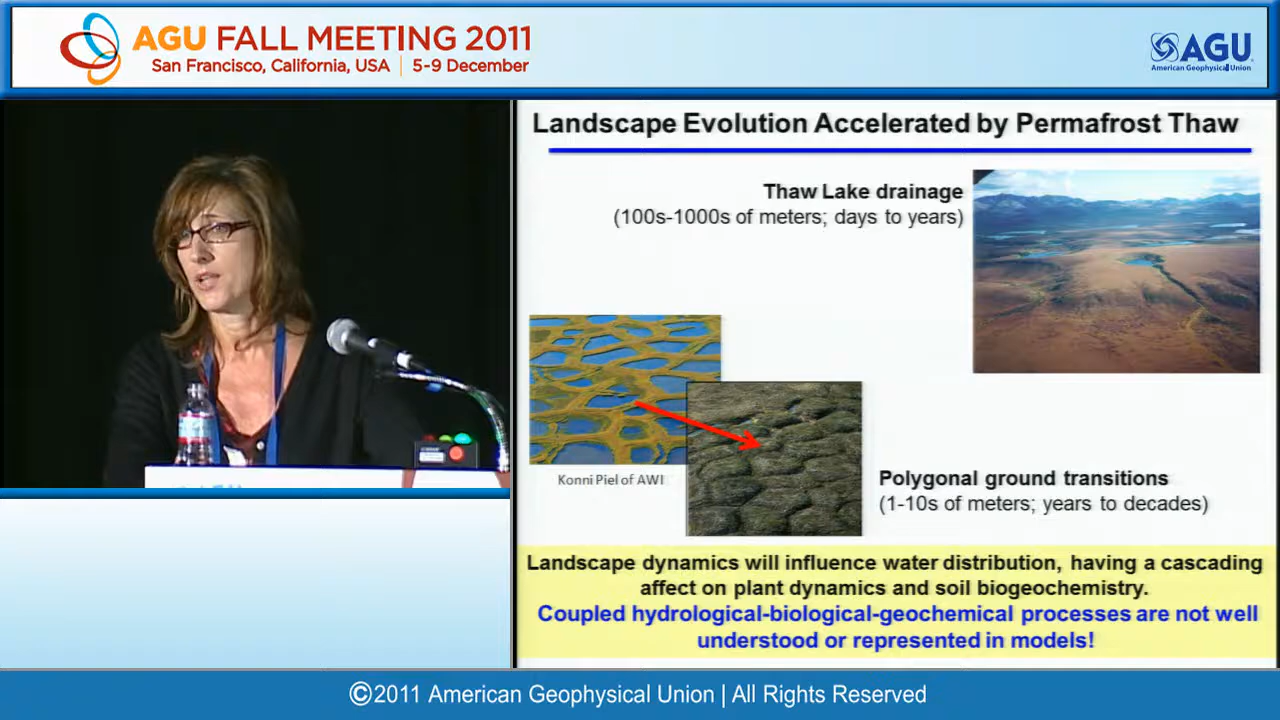 AGU FALL MEETING 2011
San Francisco, California, USA | 5-9 December
AGU
American Geophysical Union
Landscape Evolution Accelerated by Permafrost Thaw
Thaw Lake drainage
(100s-1000s of meters; days to years)
Konni Piel of AWI
Polygonal ground transitions
(1-10s of meters; years to decades)
Landscape dynamics will influence water distribution, having a cascading
affect on plant dynamics and soil biogeochemistry.
Coupled hydrological-biological-geochemical processes are not well
understood or represented in models!
©2011 American Geophysical Union | All Rights Reserved